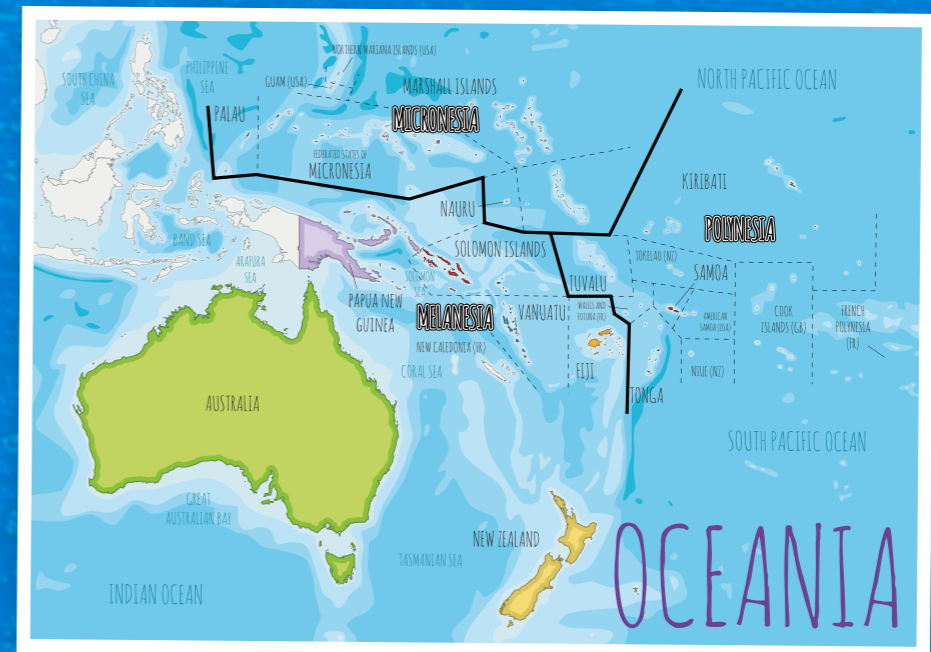 NORTHERN MARIANA ISLANDS (USA)
SOUTH CHINA
SEA
PHILIPPINE
SEA
GUAM (USA)
MARSHALL ISLANDS
NORTH PACIFIC OCEAN
PALAU
MICRONESIA
FEDERATED STATES OF
MICRONESIA
KIRIBATI
NAURU
POLYNESIA
BANDA SEA
SOLOMON ISLANDS
ARAFURA
SEA
TOKELAU (NZ)
SAMOA
SOLOMON
SEA
TUVALU
PAPUA NEW
GUINEA
MELANESIA
VANUATU
WALLIS AND
FUTUNA (FR)
AMERICAN
SAMOA (USA)
COOK
ISLANDS (GB)
FRENCH
POLYNESIA
(FR)
NEW CALEDONIA (FR)
CORAL SEA
FIJI
NIUE (NZ)
TONGA
AUSTRALIA
SOUTH PACIFIC OCEAN
GREAT
AUSTRALIAN BAY
NEW ZEALAND
TASMANIAN SEA
INDIAN OCEAN
OCEANIA